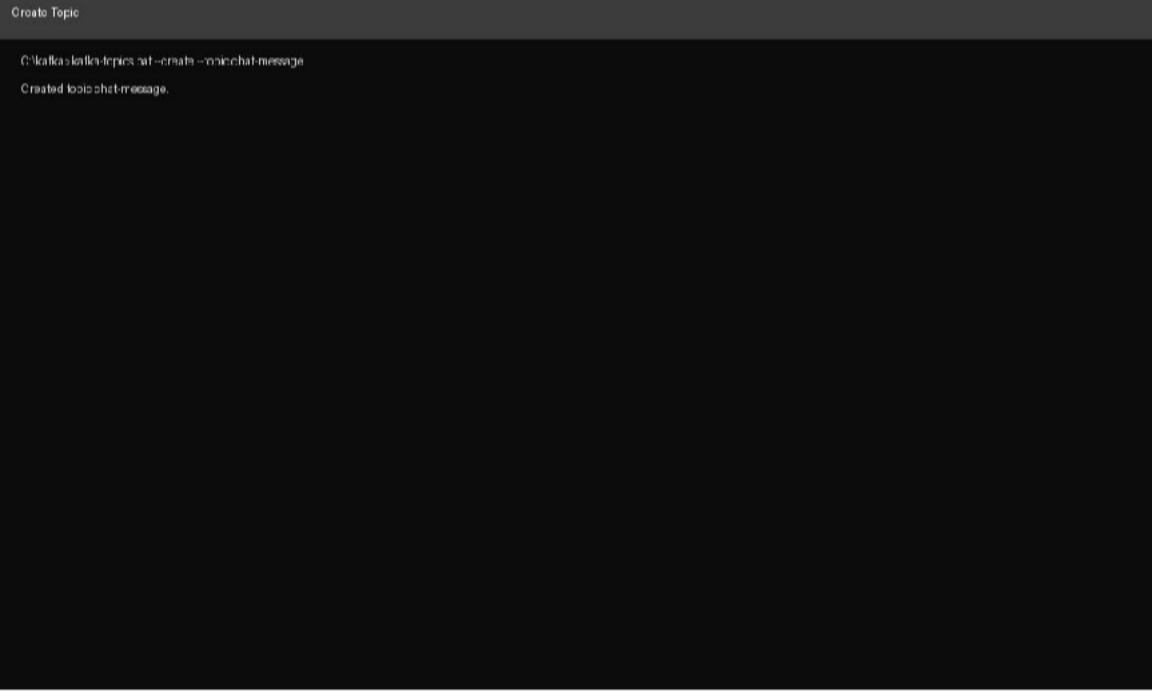 Create Topic
C:\kafka>kafka-topics.bat --create --topic chat-message
Created topic chat-message.